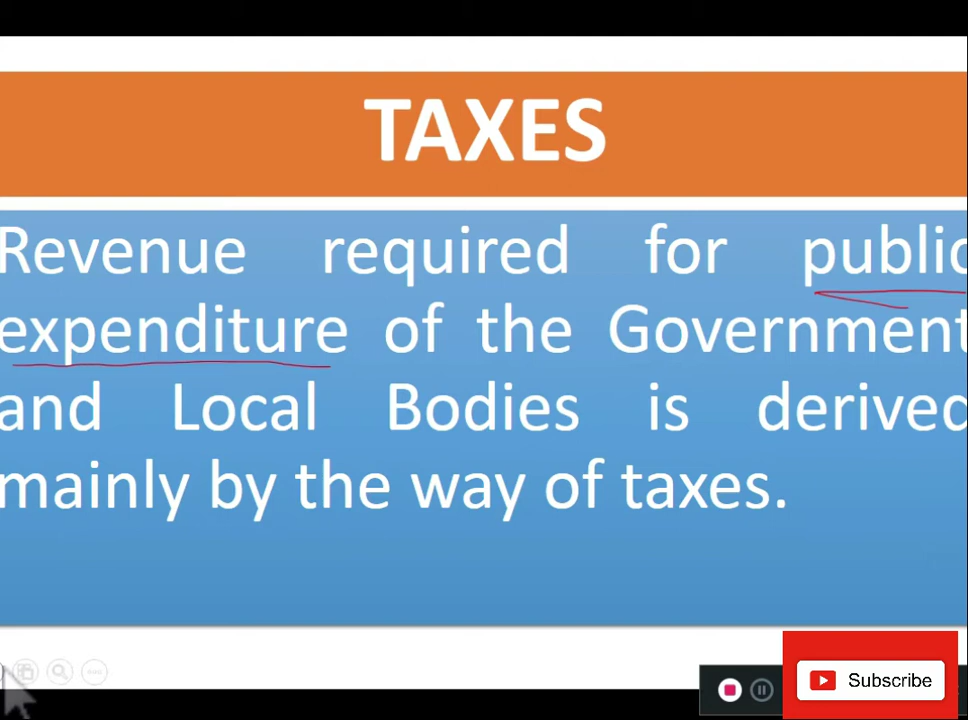 TAXES
Revenue required for public
expenditure of the Government
and Local Bodies is derived
mainly by the way of taxes.
Subscribe